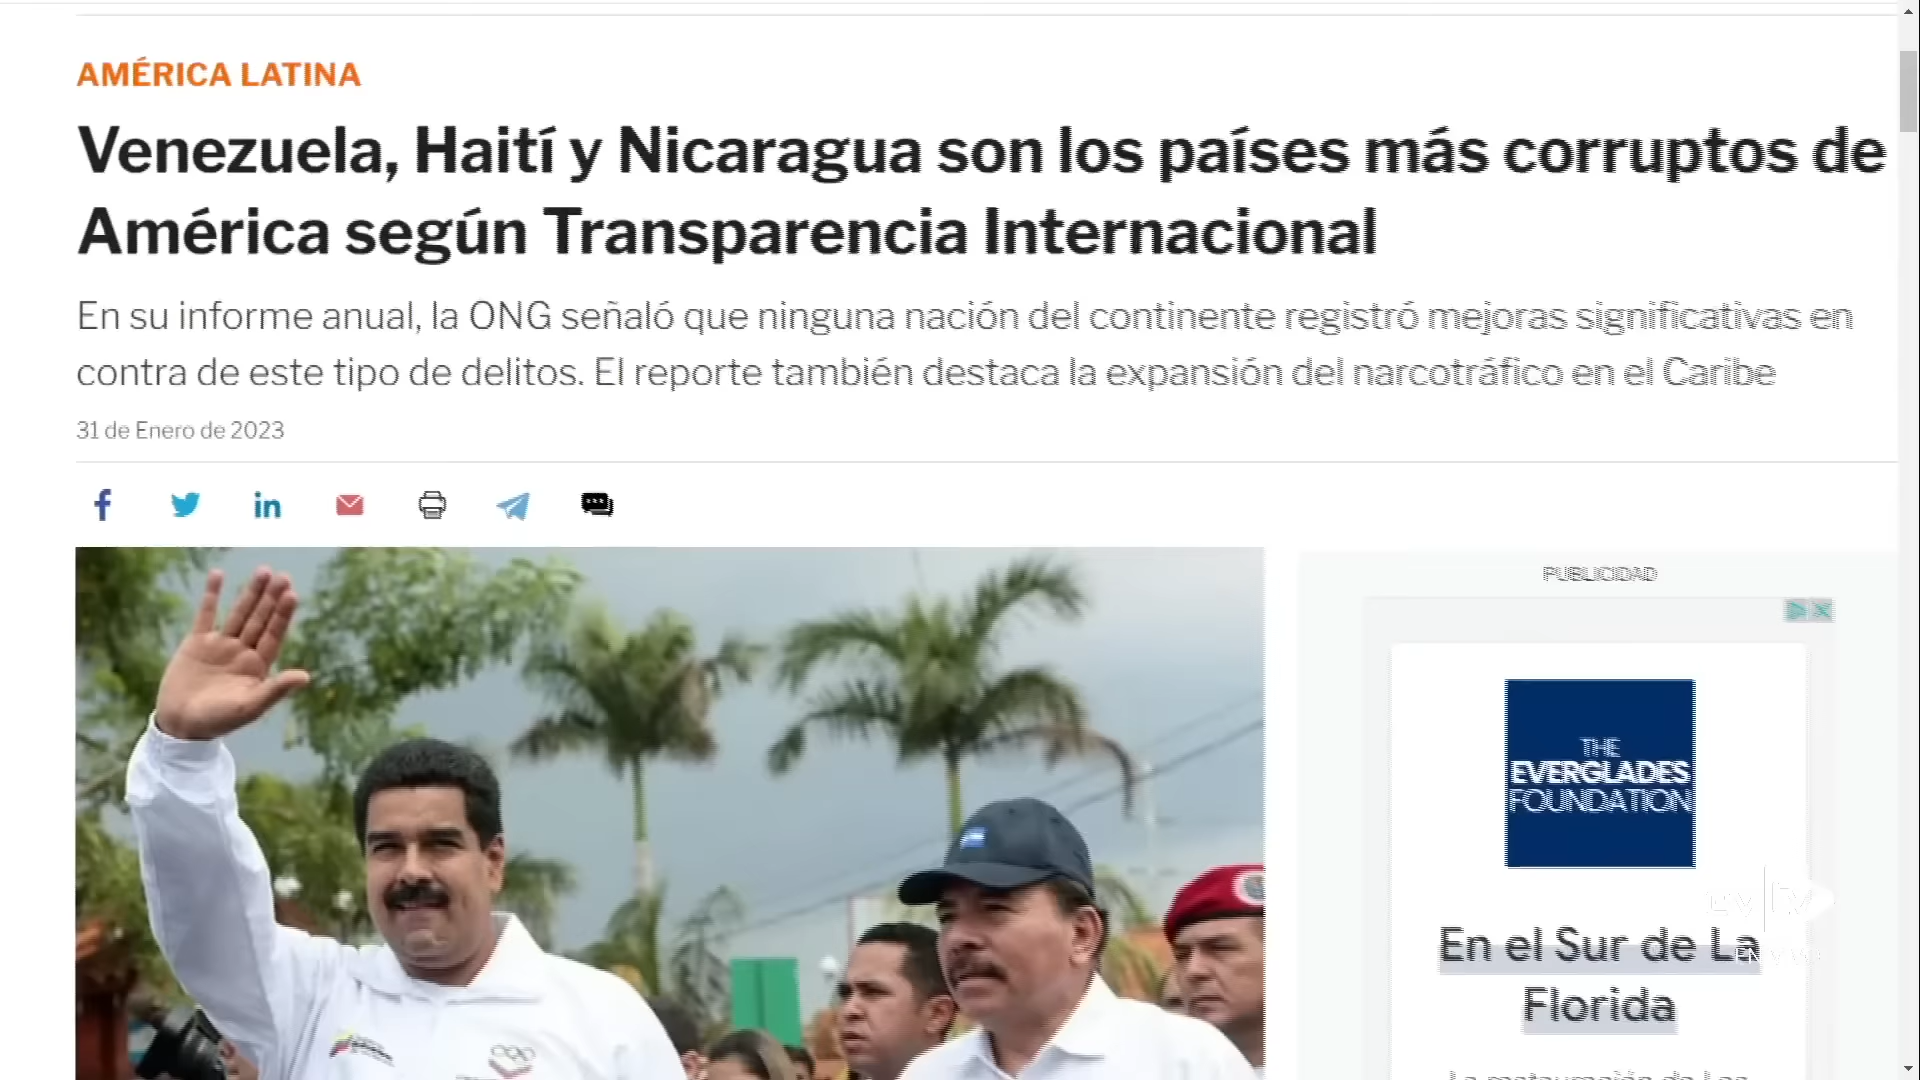 AMÉRICA LATINA
Venezuela, Haití y Nicaragua son los países más corruptos de
América según Transparencia Internacional
En su informe anual, la ONG señaló que ninguna nación del continente registró mejoras significativas en
contra de este tipo de delitos. El reporte también destaca la expansión del narcotráfico en el Caribe
31 de Enero de 2023
PUBLICIDAD
THE
EVERGLADES
FOUNDATION
En el Sur de La
Florida